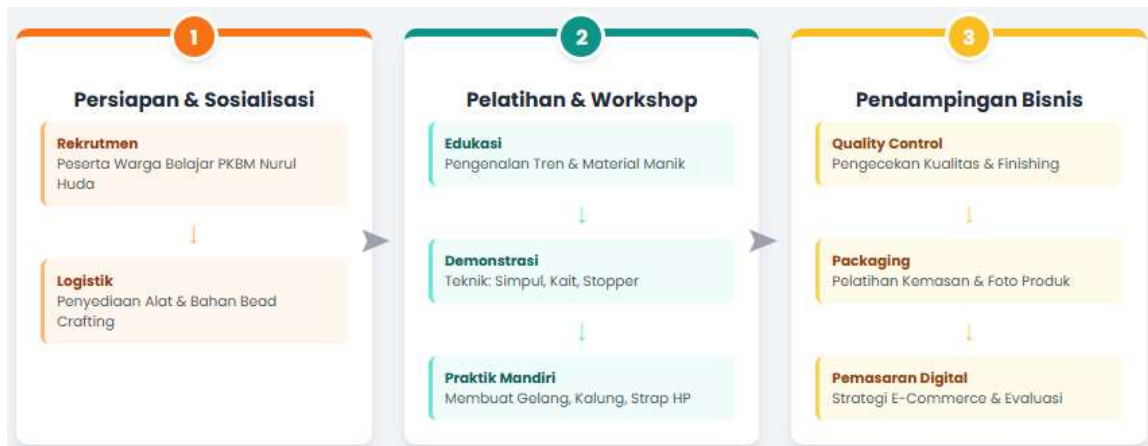 1
Persiapan & Sosialisasi
Rekrutmen
Peserta Warga Belajar PKBM Nurul
Huda
↓
Logistik
Penyediaan Alat & Bahan Bead
Crafting
➤
2
Pelatihan & Workshop
Edukasi
Pengenalan Tren & Material Manik
↓
Demonstrasi
Teknik: Simpul, Kait, Stopper
↓
Praktik Mandiri
Membuat Gelang, Kalung, Strap HP
➤
3
Pendampingan Bisnis
Quality Control
Pengecekan Kualitas & Finishing
↓
Packaging
Pelatihan Kemasan & Foto Produk
↓
Pemasaran Digital
Strategi E-Commerce & Evaluasi